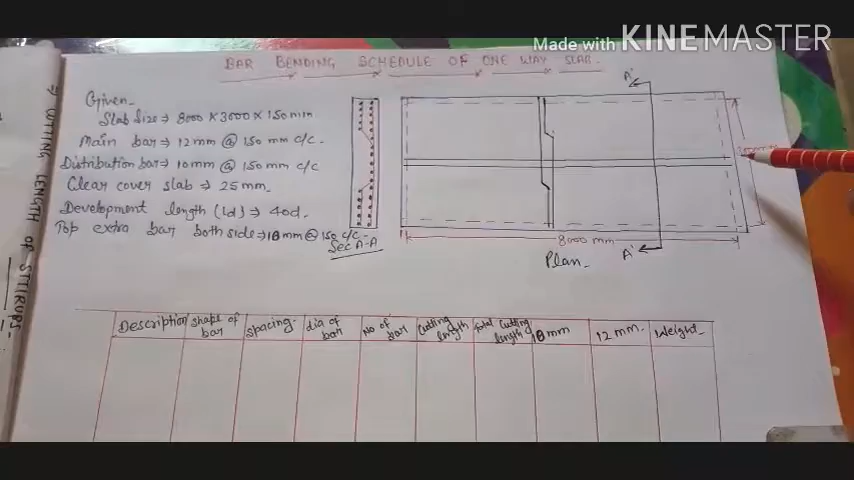 Made with KINEMASTER
BAR BENDING SCHEDULE OF ONE WAY SLAB
Given-
Slab Size → 8000 X 3000 X 150 mm
Main bar → 12 mm @ 150 mm c/c.
Distribution bar → 10mm @ 150 mm c/c
Clear cover slab → 25 mm.
Development length (Ld) → 40d.
Top extra bar both side → 10 mm @ 150 c/c-
Sec A-A
A'
8000 mm
A'
Plan-
→ CUTTING LENGTH OF STIRRUPS-
Description
Shape of bar
Spacing-
dia of bar
No of bar
Cutting length
Total Cutting length
10 mm
12 mm-
Weight-